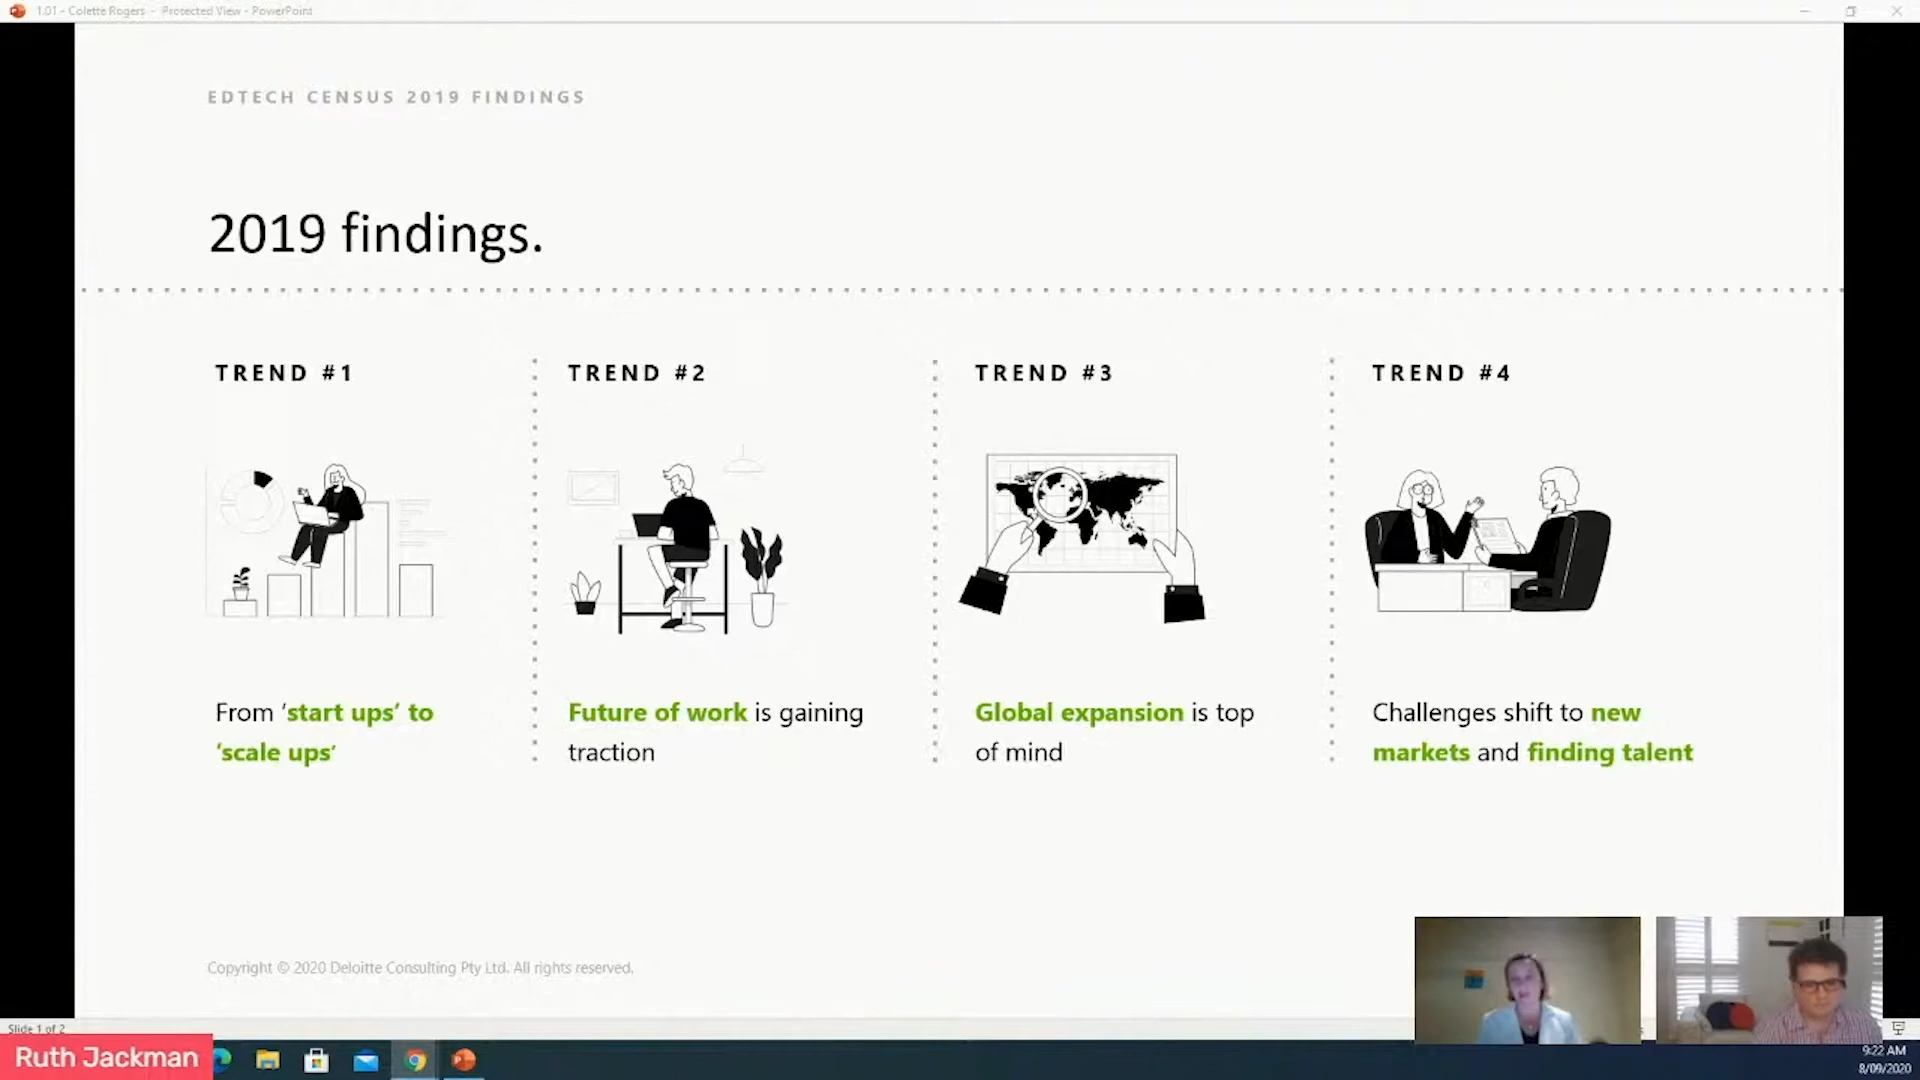 1.01 - Colette Rogers - Protected View - PowerPoint
EDTECH CENSUS 2019 FINDINGS
2019 findings.
TREND #1
TREND #2
TREND #3
TREND #4
From ‘start ups’ to
‘scale ups’
Future of work is gaining
traction
Global expansion is top
of mind
Challenges shift to new
markets and finding talent
Copyright © 2020 Deloitte Consulting Pty Ltd. All rights reserved.
Slide 1 of 2
Ruth Jackman
9:22 AM
8/09/2020